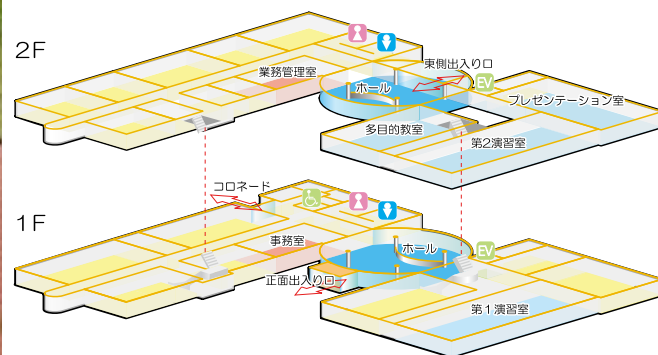 2F
東側出入り口
業務管理室
ホール
EV
プレゼンテーション室
多目的教室
第2演習室
コロネード
1F
事務室
ホール
EV
正面出入り口
第1演習室